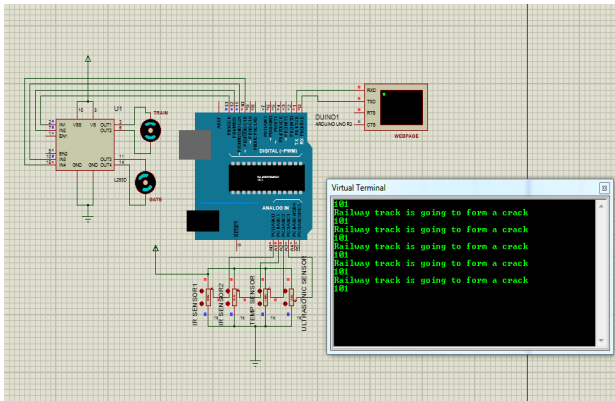 U1
TRAIN
IN1
IN2
EN1
VSS
VS
OUT1
OUT2
EN2
IN3
IN4
GND
GND
OUT3
OUT4
L293D
GATE
DIGITAL (~PWM)
ANALOG IN
RESET
DUINO1
ARDUINO UNO R3
RXD
TXD
RTS
CTS
WEBPAGE
IR SENSOR1
IR SENSOR2
TEMP SENSOR
ULTRASONIC SENSOR
Virtual Terminal
101
Railway track is going to form a crack
101
Railway track is going to form a crack
101
Railway track is going to form a crack
101
Railway track is going to form a crack
101
Railway track is going to form a crack
101